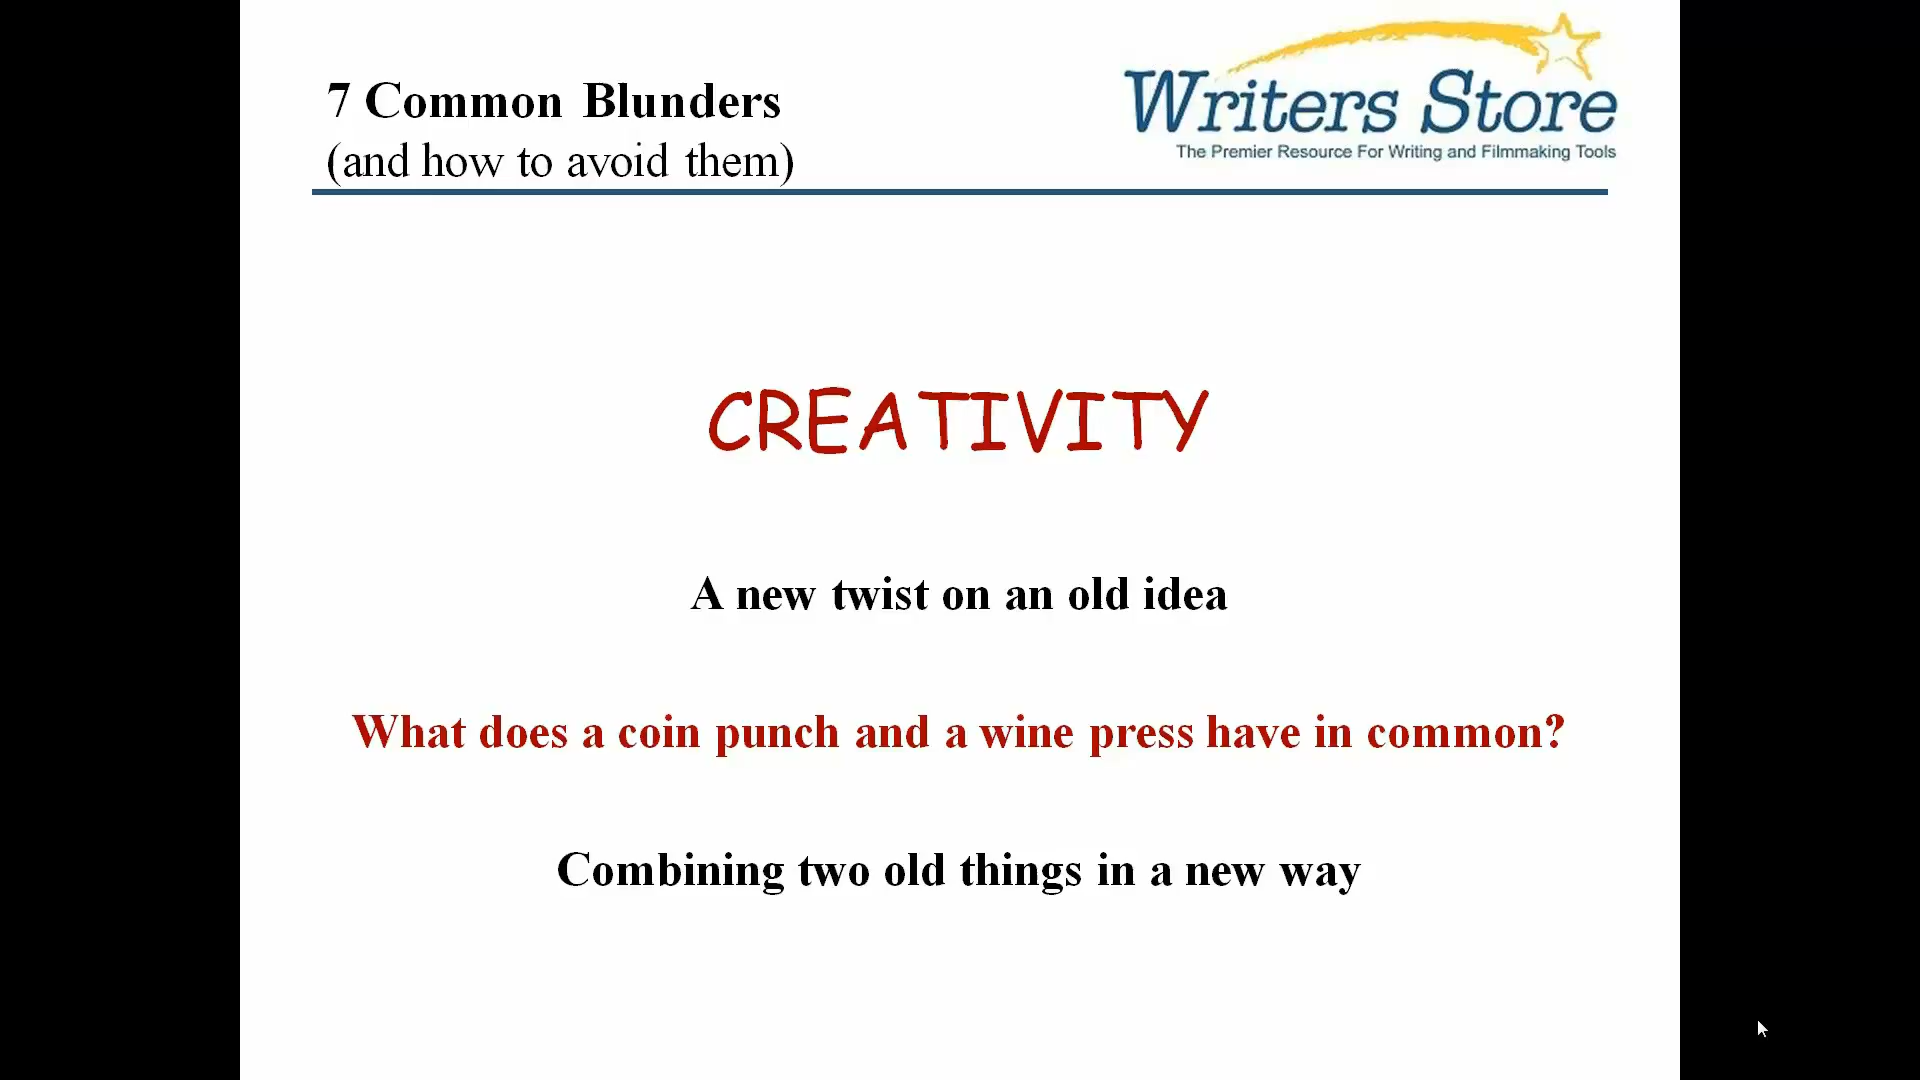 7 Common Blunders
(and how to avoid them)
Writers Store
The Premier Resource For Writing and Filmmaking Tools
CREATIVITY
A new twist on an old idea
What does a coin punch and a wine press have in common?
Combining two old things in a new way